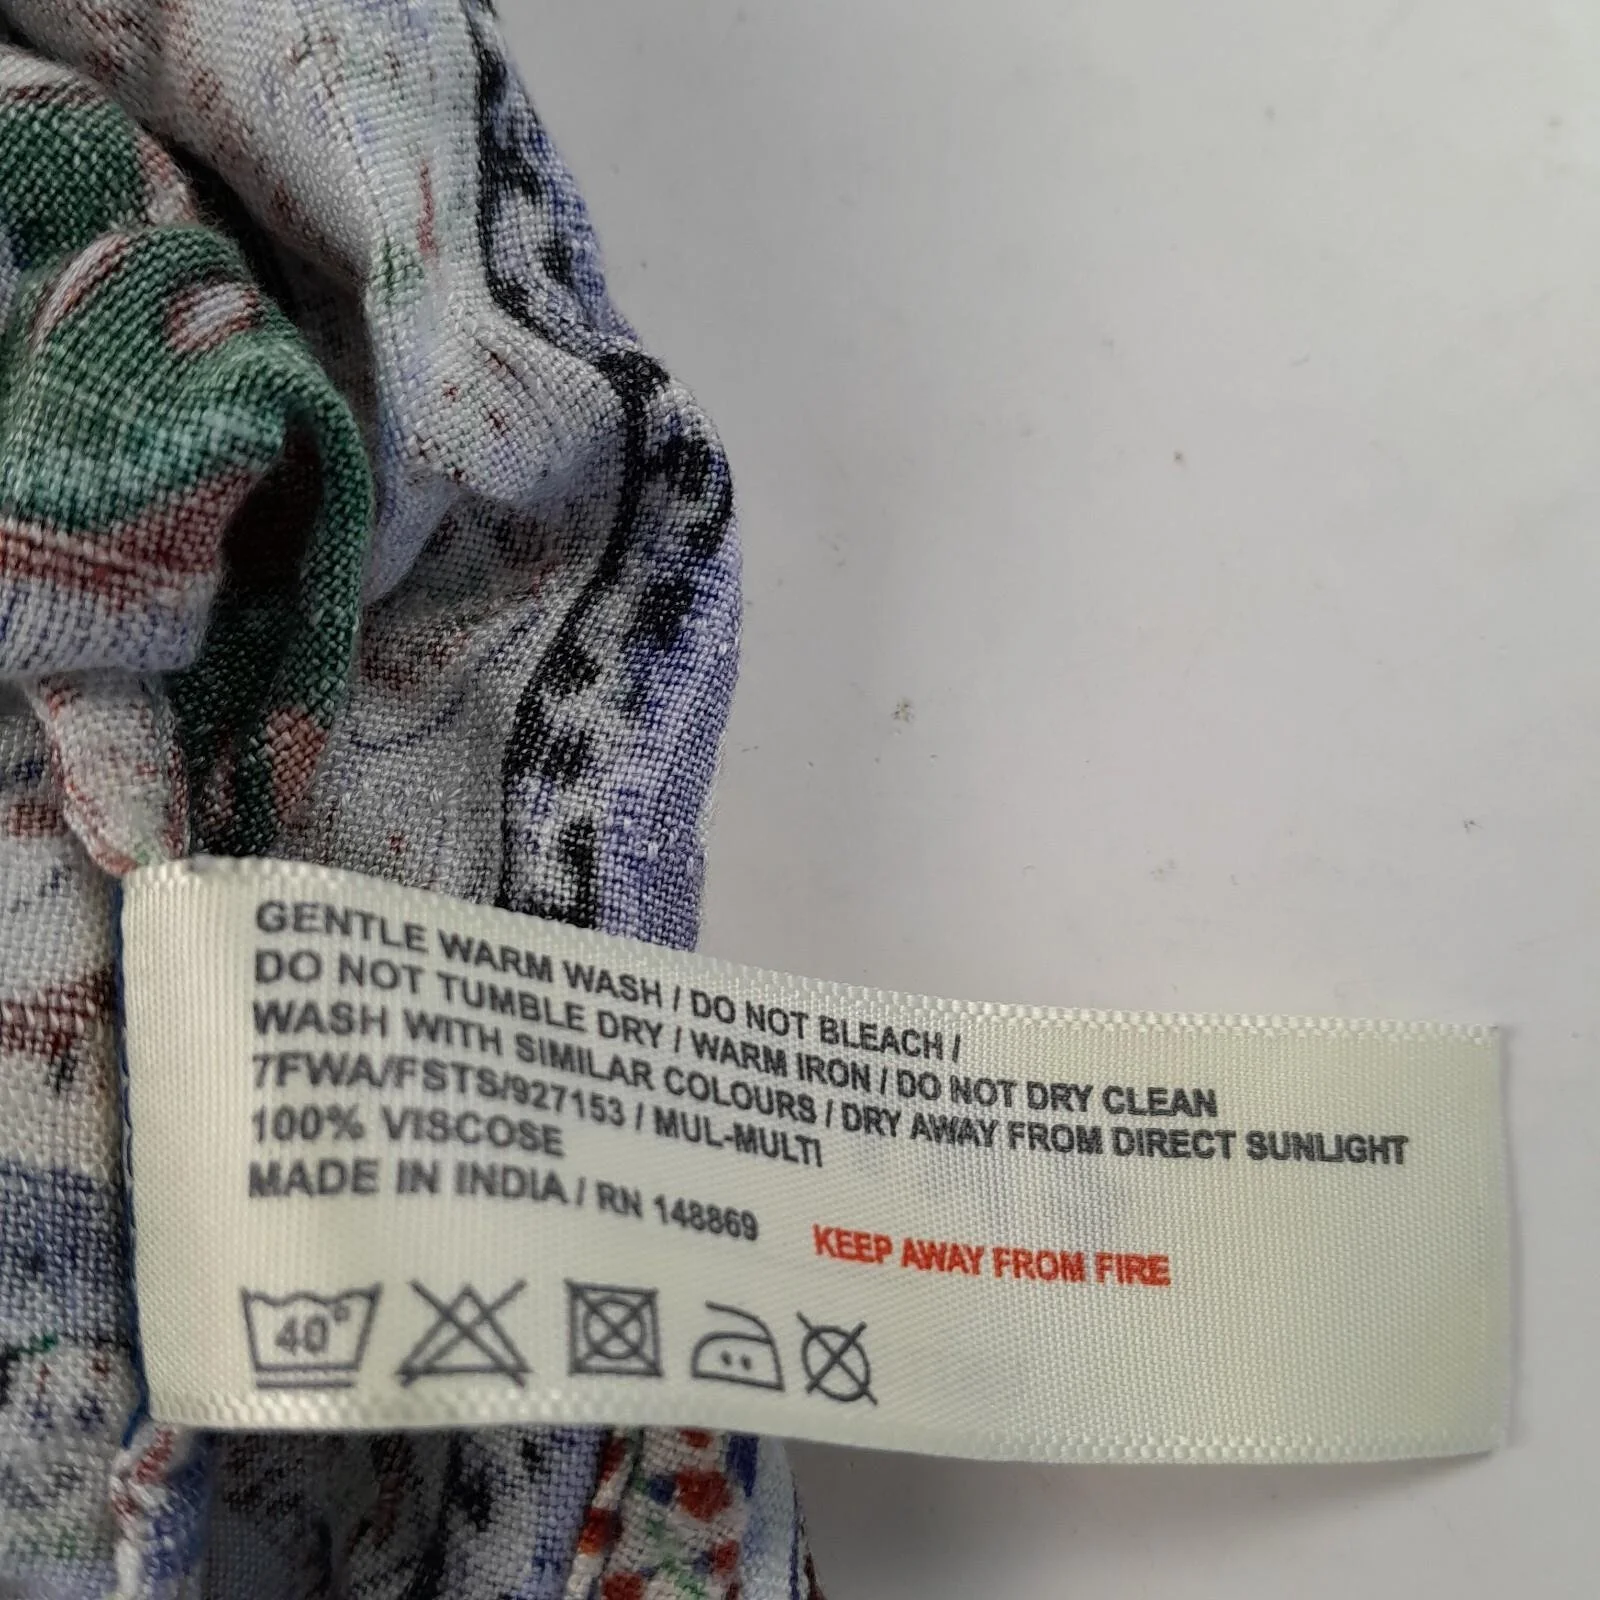 GENTLE WARM WASH / DO NOT BLEACH /
DO NOT TUMBLE DRY / WARM IRON / DO NOT DRY CLEAN
WASH WITH SIMILAR COLOURS / DRY AWAY FROM DIRECT SUNLIGHT
7FWA/FSTS/927153 / MUL-MULTI
100% VISCOSE
MADE IN INDIA / RN 148869
KEEP AWAY FROM FIRE
40°